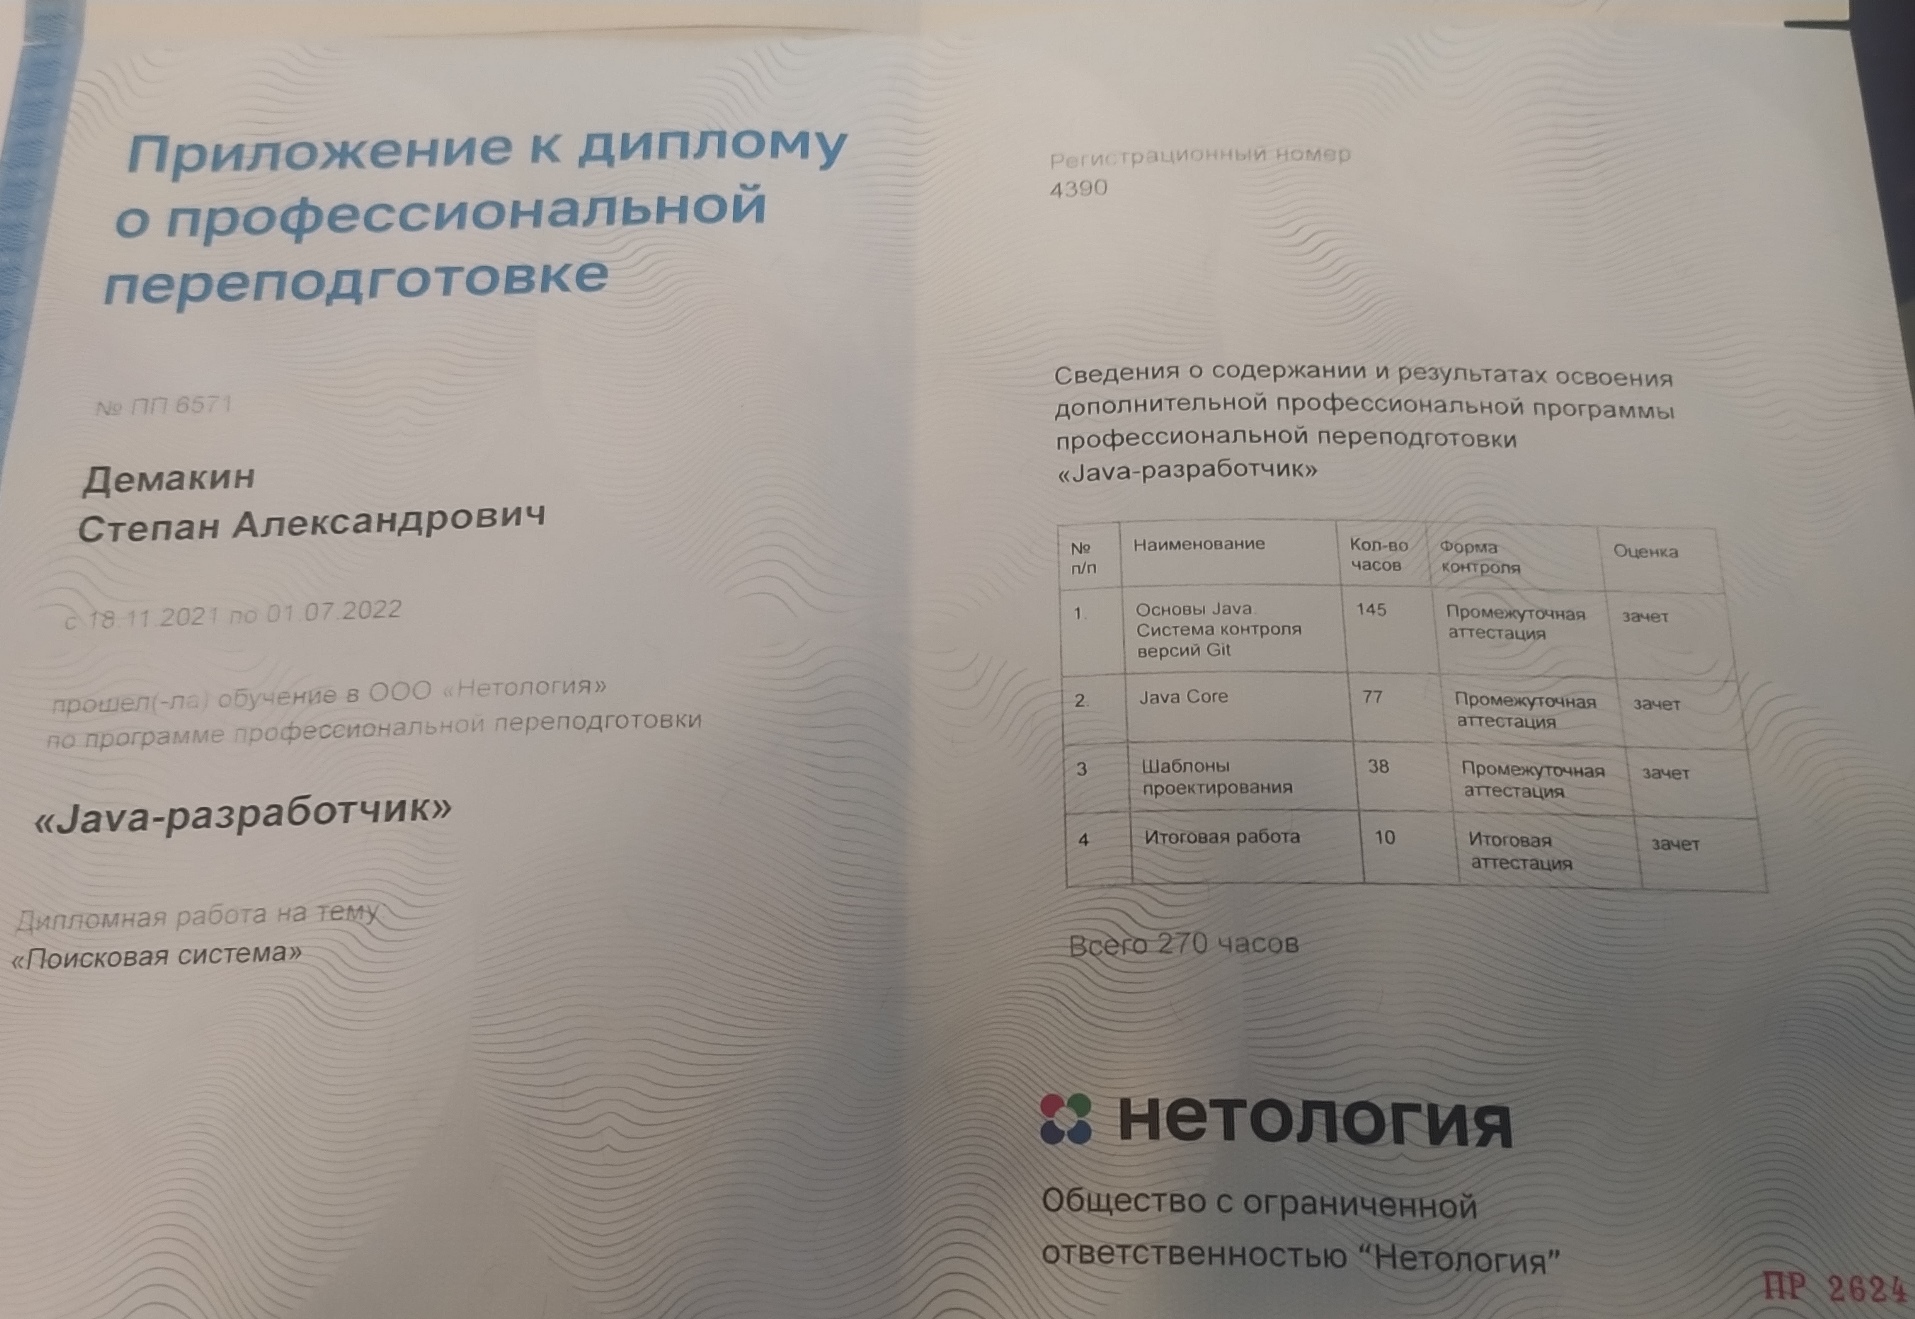 Приложение к диплому
о профессиональной
переподготовке
№ ПП 6571
Демакин
Степан Александрович
с 18.11.2021 по 01.07.2022
прошел(-ла) обучение в ООО «Нетология»
по программе профессиональной переподготовки
«Java-разработчик»
Дипломная работа на тему:
«Поисковая система»
Регистрационный номер
4390
Сведения о содержании и результатах освоения
дополнительной профессиональной программы
профессиональной переподготовки
«Java-разработчик»
№ п/п Наименование Кол-во часов Форма контроля Оценка
1. Основы Java. Система контроля версий Git 145 Промежуточная аттестация зачет
2. Java Core 77 Промежуточная аттестация зачет
3 Шаблоны проектирования 38 Промежуточная аттестация зачет
4 Итоговая работа 10 Итоговая аттестация зачет
Всего 270 часов
нетология
Общество с ограниченной
ответственностью “Нетология”
ПР 2624